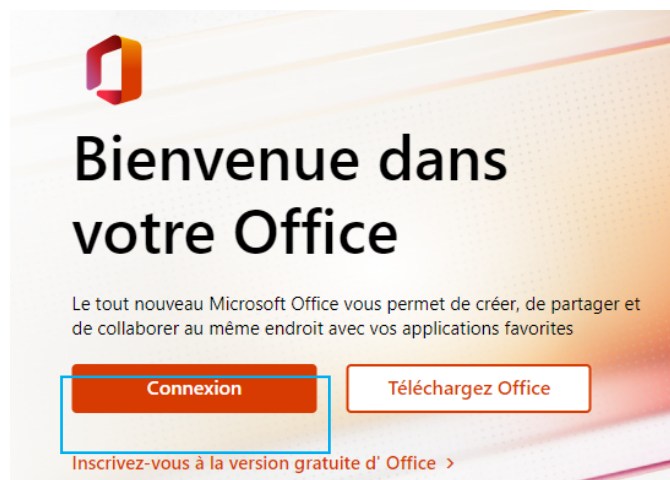 Bienvenue dans
votre Office
Le tout nouveau Microsoft Office vous permet de créer, de partager et
de collaborer au même endroit avec vos applications favorites
Connexion
Téléchargez Office
Inscrivez-vous à la version gratuite d' Office >